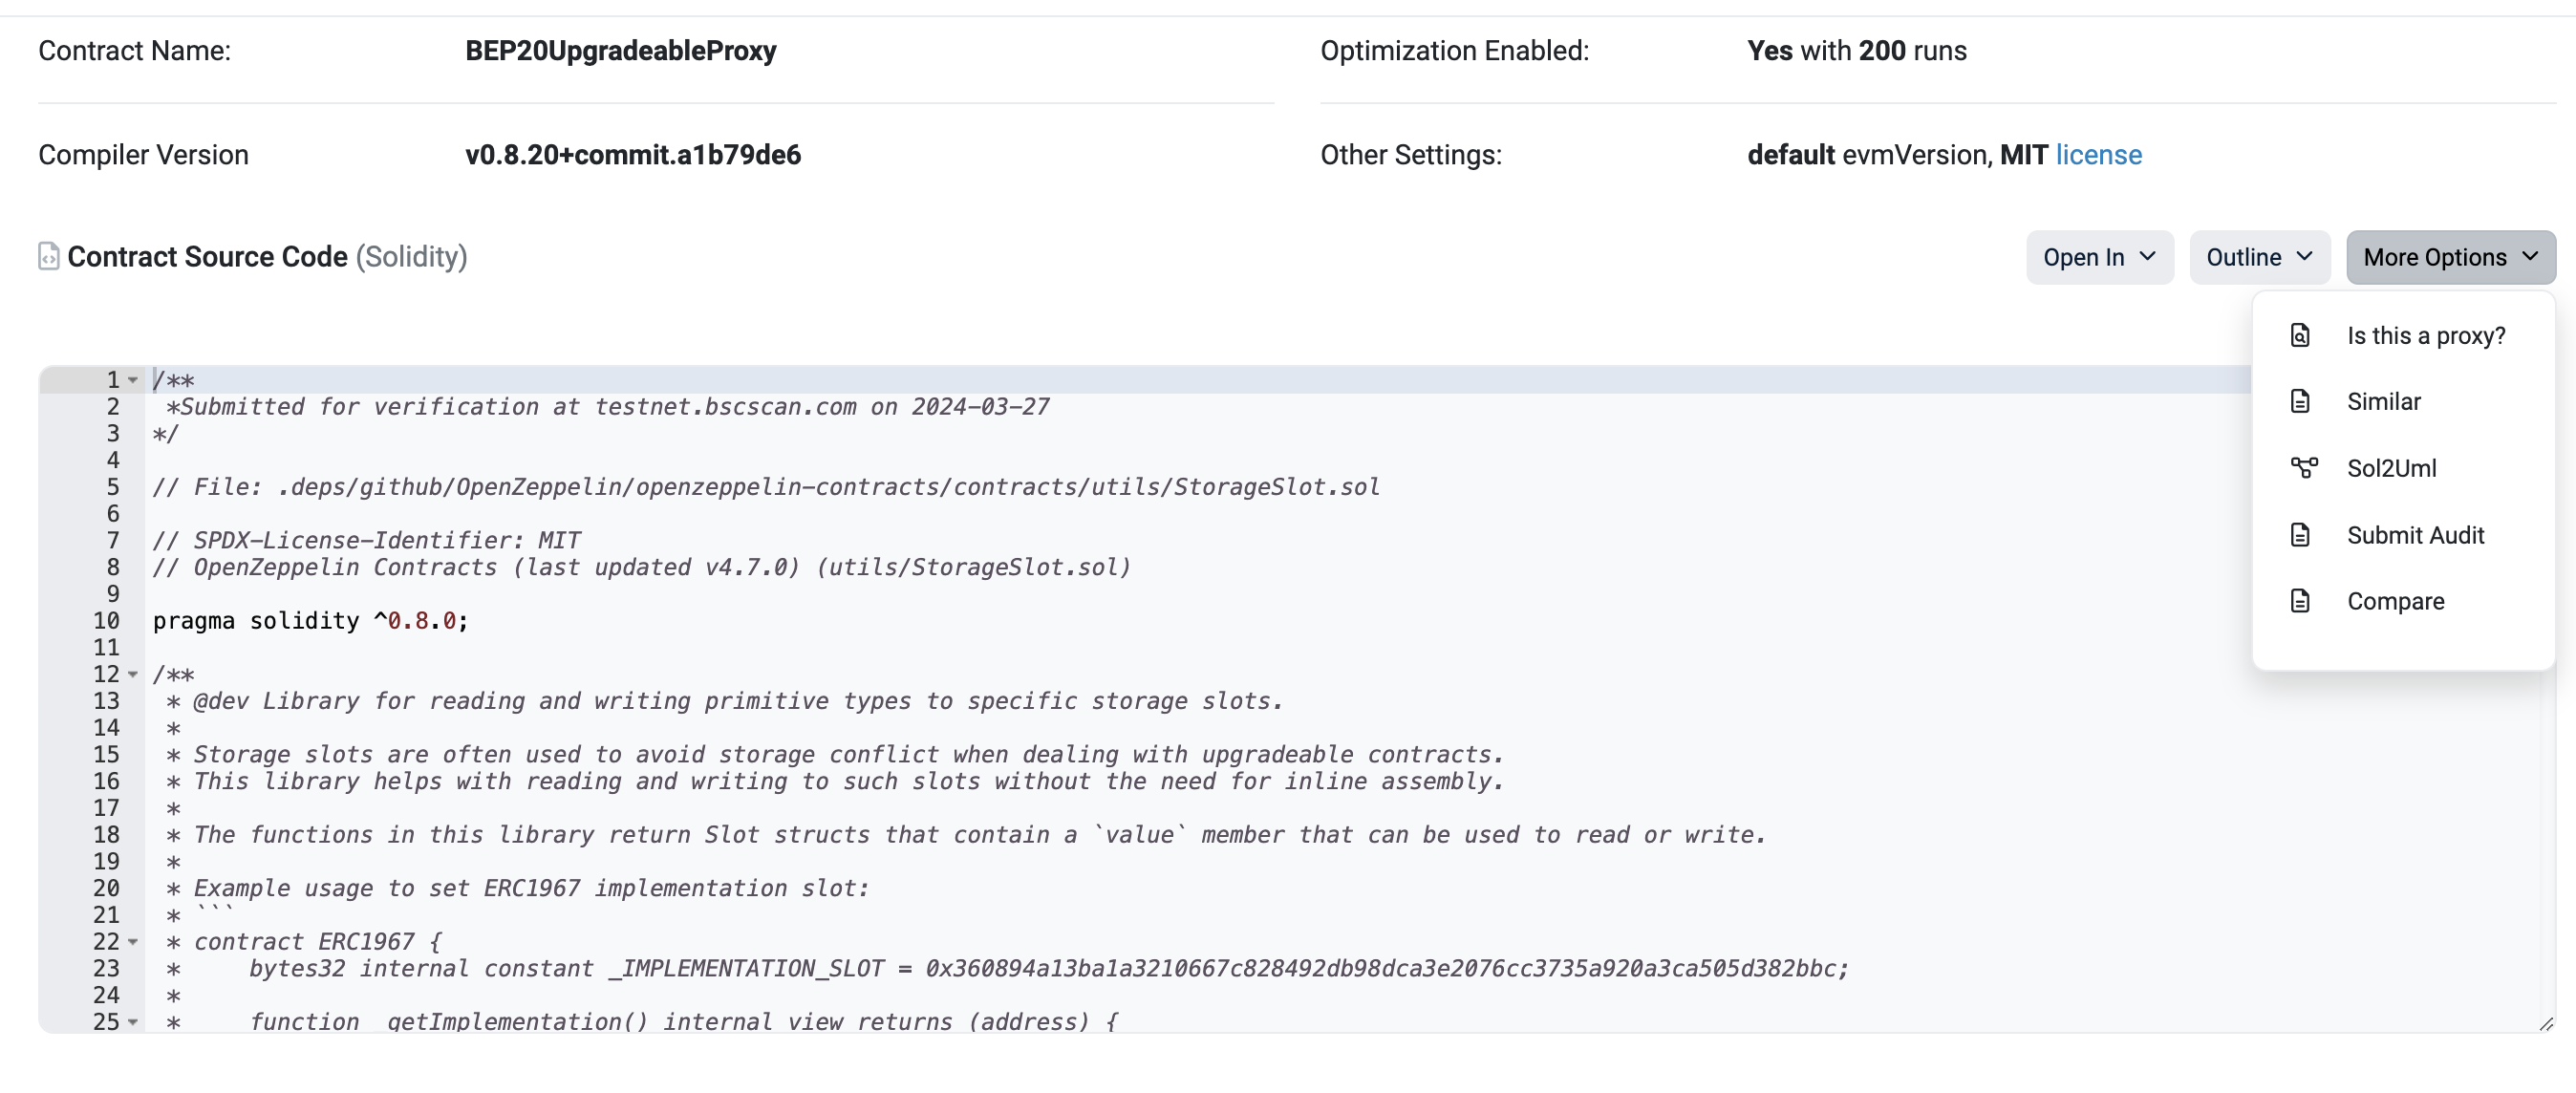 Contract Name: BEP20UpgradeableProxy
Optimization Enabled: Yes with 200 runs
Compiler Version v0.8.20+commit.a1b79de6
Other Settings: default evmVersion, MIT license
Contract Source Code (Solidity)
Open In
Outline
More Options
Is this a proxy?
Similar
Sol2Uml
Submit Audit
Compare
1 /**
2  *Submitted for verification at testnet.bscscan.com on 2024-03-27
3 */
4
5 // File: .deps/github/OpenZeppelin/openzeppelin-contracts/contracts/utils/StorageSlot.sol
6
7 // SPDX-License-Identifier: MIT
8 // OpenZeppelin Contracts (last updated v4.7.0) (utils/StorageSlot.sol)
9
10 pragma solidity ^0.8.0;
11
12 /**
13  * @dev Library for reading and writing primitive types to specific storage slots.
14  *
15  * Storage slots are often used to avoid storage conflict when dealing with upgradeable contracts.
16  * This library helps with reading and writing to such slots without the need for inline assembly.
17  *
18  * The functions in this library return Slot structs that contain a `value` member that can be used to read or write.
19  *
20  * Example usage to set ERC1967 implementation slot:
21  * ```
22  * contract ERC1967 {
23  *     bytes32 internal constant _IMPLEMENTATION_SLOT = 0x360894a13ba1a3210667c828492db98dca3e2076cc3735a920a3ca505d382bbc;
24  *
25  *     function _getImplementation() internal view returns (address) {